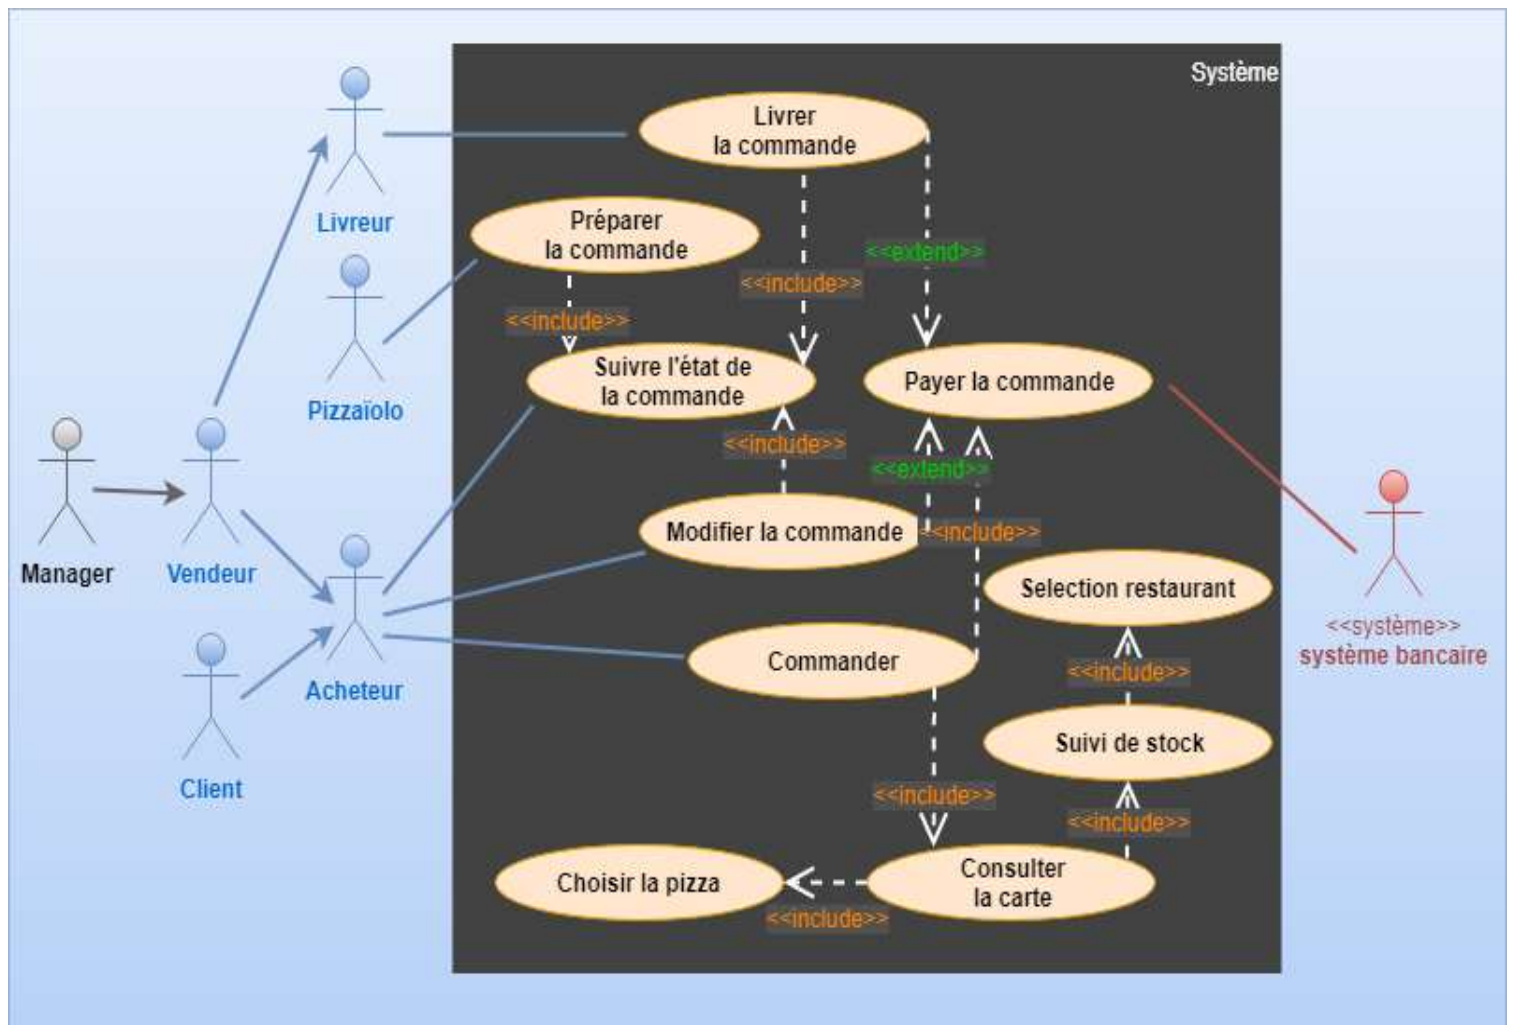 Système
Livrer
la commande
Livreur
Préparer
la commande
<<extend>>
<<include>>
<<include>>
Pizzaïolo
Suivre l'état de
la commande
Payer la commande
<<include>>
<<extend>>
Manager
Vendeur
Modifier la commande
<<include>>
Selection restaurant
<<système>>
système bancaire
Acheteur
Commander
<<include>>
Client
Suivi de stock
<<include>>
<<include>>
Choisir la pizza
Consulter
la carte
<<include>>